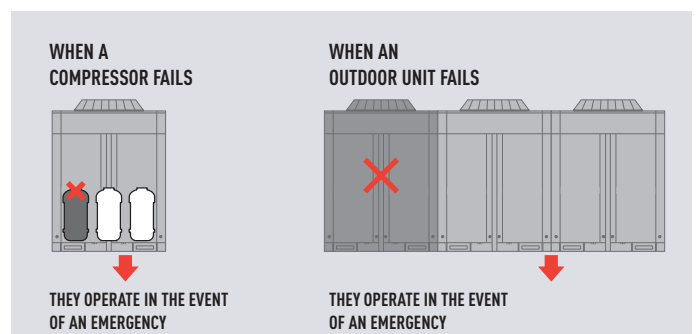 WHEN A
COMPRESSOR FAILS
THEY OPERATE IN THE EVENT
OF AN EMERGENCY
WHEN AN
OUTDOOR UNIT FAILS
THEY OPERATE IN THE EVENT
OF AN EMERGENCY